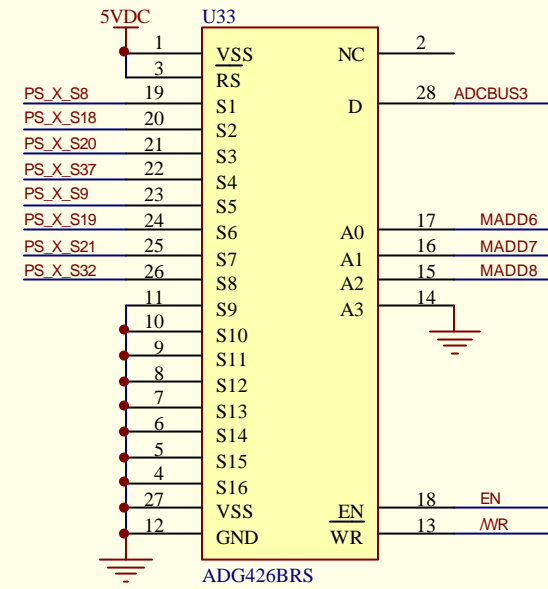 5VDC
U33
1 VSS NC 2
3 RS
PS_X_S8 19 S1 D 28 ADCBUS3
PS_X_S18 20 S2
PS_X_S20 21 S3
PS_X_S37 22 S4
PS_X_S9 23 S5
PS_X_S19 24 S6 A0 17 MADD6
PS_X_S21 25 S7 A1 16 MADD7
PS_X_S32 26 S8 A2 15 MADD8
11 S9 A3 14
10 S10
9 S11
8 S12
7 S13
6 S14
5 S15
4 S16
27 VSS EN 18 EN
12 GND WR 13 /WR
ADG426BRS